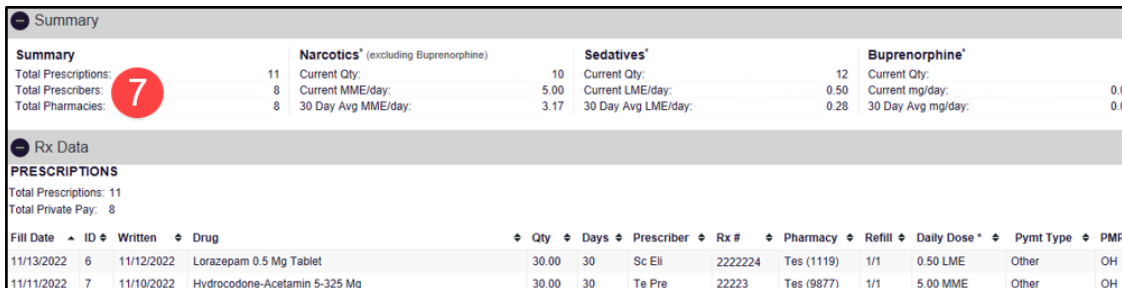 Summary
Summary Narcotics* (excluding Buprenorphine) Sedatives* Buprenorphine*
Total Prescriptions: 11 Current Qty: 10 Current Qty: 12 Current Qty:
Total Prescribers: 8 Current MME/day: 5.00 Current LME/day: 0.50 Current mg/day:
7
Total Pharmacies: 8 30 Day Avg MME/day: 3.17 30 Day Avg LME/day: 0.28 30 Day Avg mg/day:
Rx Data
PRESCRIPTIONS
Total Prescriptions: 11
Total Private Pay: 8
Fill Date ID Written Drug Qty Days Prescriber Rx # Pharmacy Refill Daily Dose * Pymt Type PMP
11/13/2022 6 11/12/2022 Lorazepam 0.5 Mg Tablet 30.00 30 Sc Eli 2222224 Tes (1119) 1/1 0.50 LME Other OH
11/11/2022 7 11/10/2022 Hydrocodone-Acetamin 5-325 Mg 30.00 30 Te Pre 22223 Tes (9877) 1/1 5.00 MME Other OH